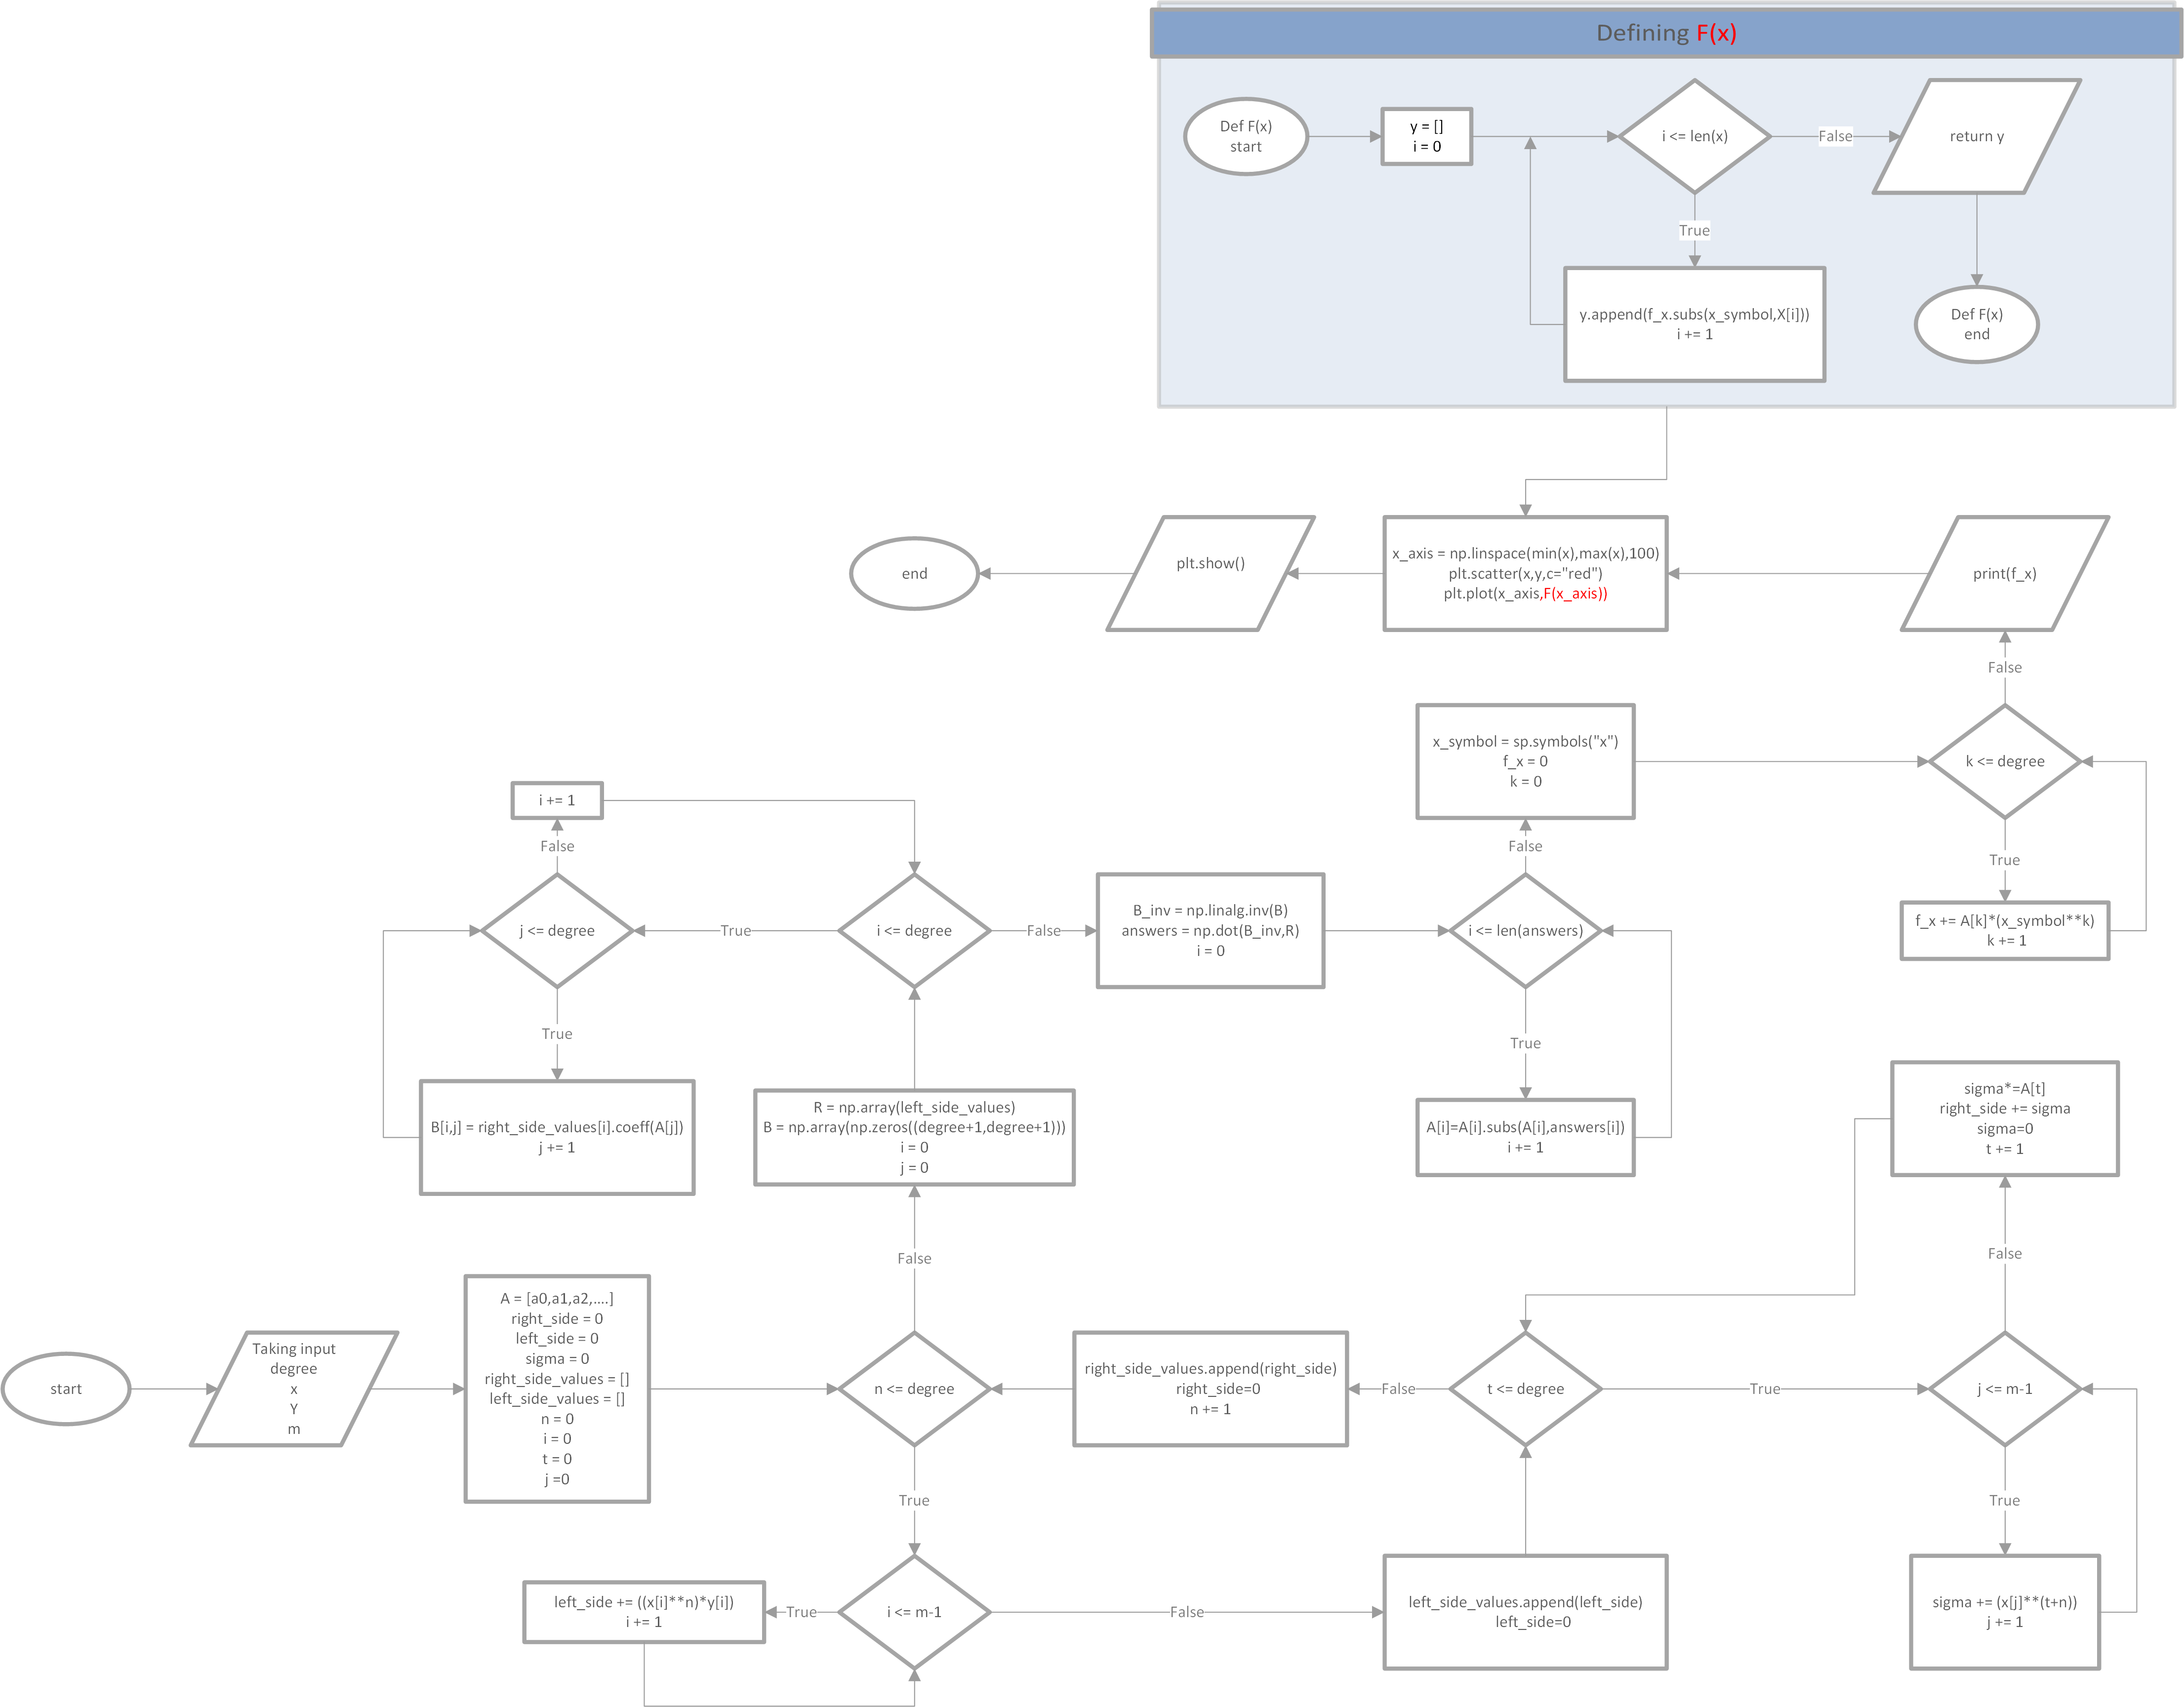 Defining F(x)
Def F(x)
start
y = []
i = 0
i <= len(x)
False
return y
True
y.append(f_x.subs(x_symbol,X[i]))
i += 1
Def F(x)
end
end
plt.show()
x_axis = np.linspace(min(x),max(x),100)
plt.scatter(x,y,c="red")
plt.plot(x_axis,F(x_axis))
print(f_x)
False
x_symbol = sp.symbols("x")
f_x = 0
k = 0
k <= degree
True
f_x += A[k]*(x_symbol**k)
k += 1
i += 1
False
j <= degree
True
i <= degree
False
B_inv = np.linalg.inv(B)
answers = np.dot(B_inv,R)
i = 0
False
i <= len(answers)
True
A[i]=A[i].subs(A[i],answers[i])
i += 1
True
B[i,j] = right_side_values[i].coeff(A[j])
j += 1
R = np.array(left_side_values)
B = np.array(np.zeros((degree+1,degree+1)))
i = 0
j = 0
sigma*=A[t]
right_side += sigma
sigma=0
t += 1
False
False
start
Taking input
degree
x
Y
m
A = [a0,a1,a2,....]
right_side = 0
left_side = 0
sigma = 0
right_side_values = []
left_side_values = []
n = 0
i = 0
t = 0
j =0
n <= degree
right_side_values.append(right_side)
right_side=0
n += 1
False
t <= degree
True
j <= m-1
True
True
left_side += ((x[i]**n)*y[i])
i += 1
True
i <= m-1
False
left_side_values.append(left_side)
left_side=0
sigma += (x[j]**(t+n))
j += 1